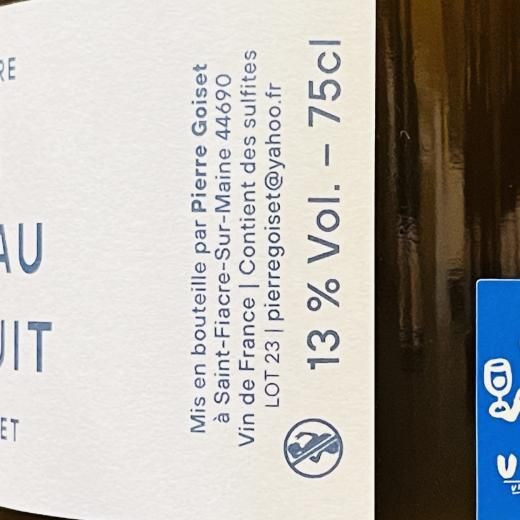 RE
AU
UIT
ET
Mis en bouteille par Pierre Goiset
à Saint-Fiacre-Sur-Maine 44690
Vin de France | Contient des sulfites
LOT 23 | pierregoiset@yahoo.fr
13 % Vol. – 75cl